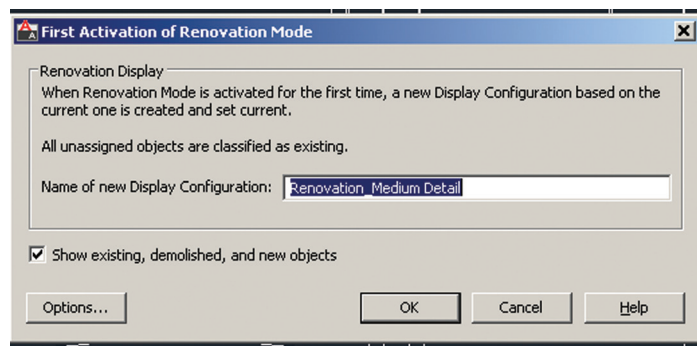 First Activation of Renovation Mode
Renovation Display
When Renovation Mode is activated for the first time, a new Display Configuration based on the
current one is created and set current.
All unassigned objects are classified as existing.
Name of new Display Configuration: Renovation_Medium Detail
Show existing, demolished, and new objects
Options... OK Cancel Help